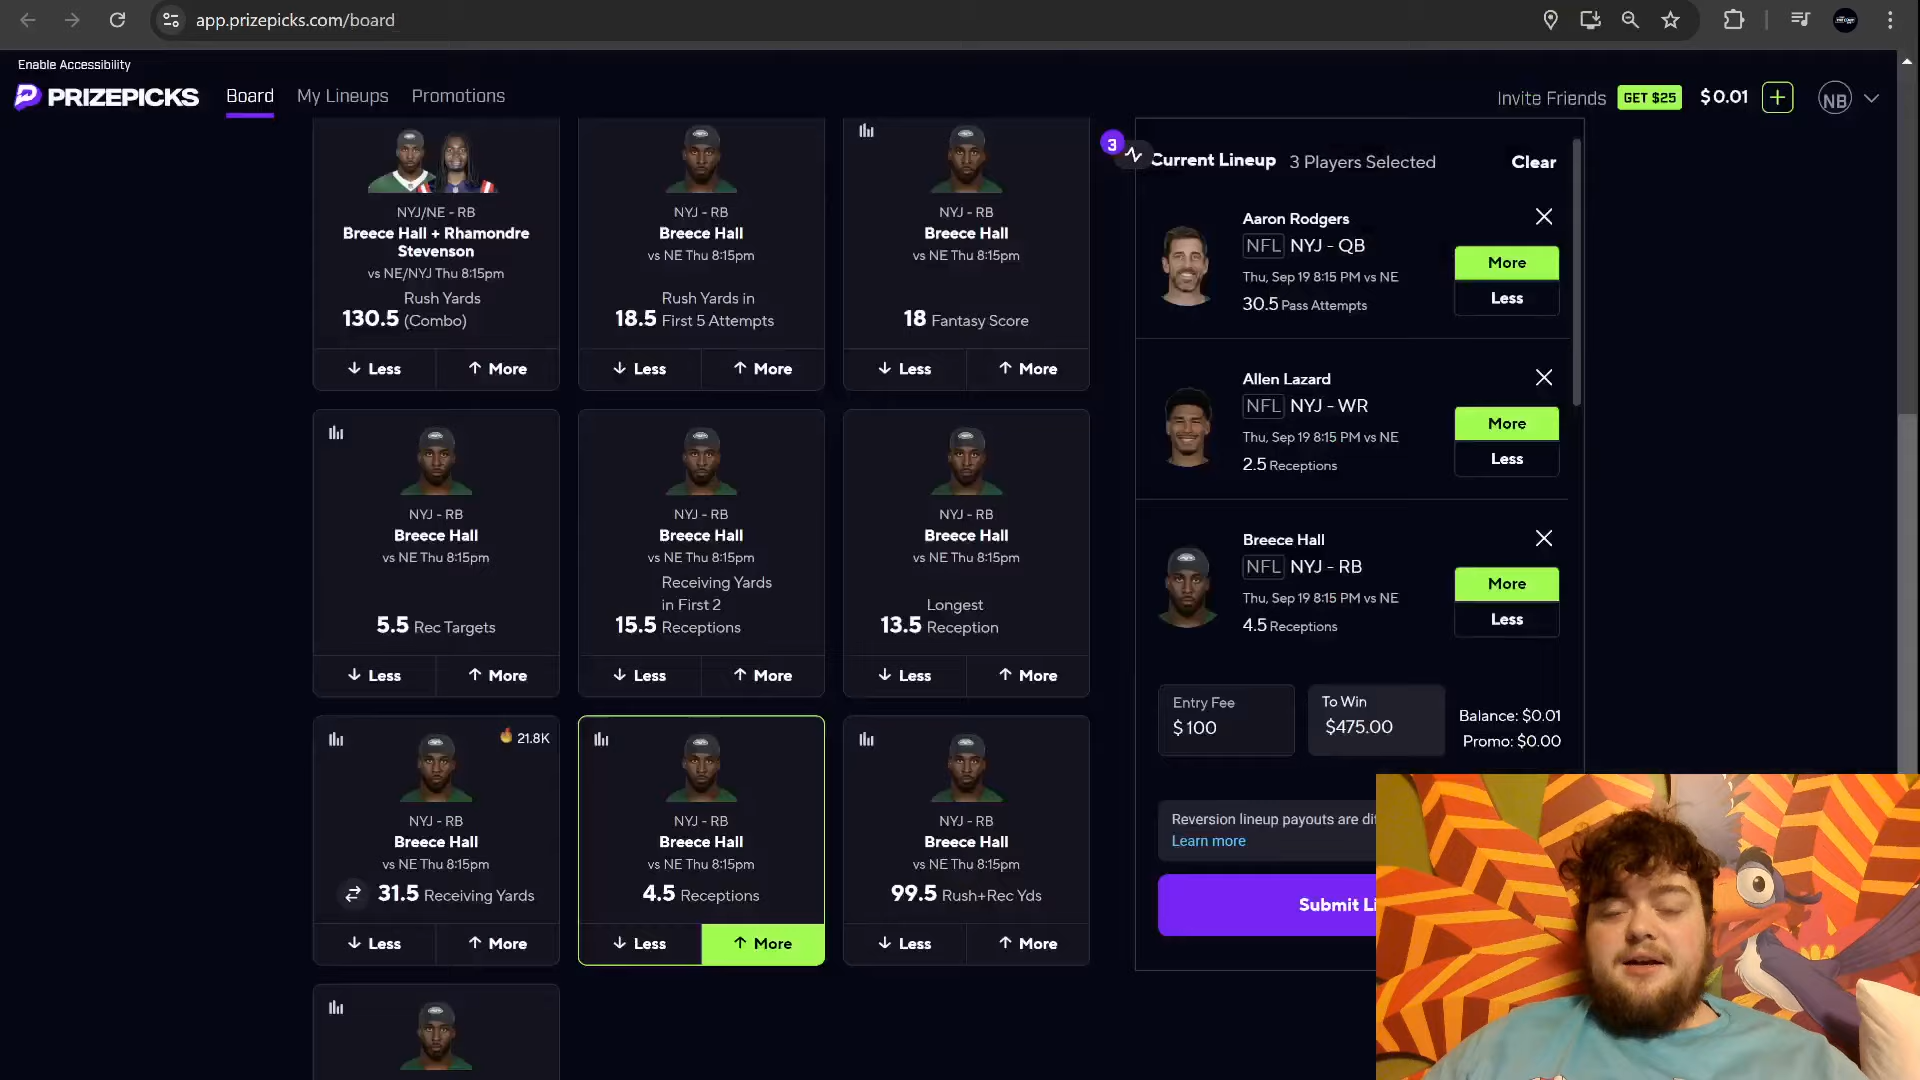 app.prizepicks.com/board
Enable Accessibility
PRIZEPICKS
Board
My Lineups
Promotions
Invite Friends
GET $25
$0.01
NB
NYJ/NE - RB
Breece Hall + Rhamondre
Stevenson
vs NE/NYJ Thu 8:15pm
130.5 Rush Yards (Combo)
Less
More
NYJ - RB
Breece Hall
vs NE Thu 8:15pm
18.5 Rush Yards in First 5 Attempts
Less
More
NYJ - RB
Breece Hall
vs NE Thu 8:15pm
18 Fantasy Score
Less
More
NYJ - RB
Breece Hall
vs NE Thu 8:15pm
5.5 Rec Targets
Less
More
NYJ - RB
Breece Hall
vs NE Thu 8:15pm
15.5 Receiving Yards in First 2 Receptions
Less
More
NYJ - RB
Breece Hall
vs NE Thu 8:15pm
13.5 Longest Reception
Less
More
21.8K
NYJ - RB
Breece Hall
vs NE Thu 8:15pm
31.5 Receiving Yards
Less
More
NYJ - RB
Breece Hall
vs NE Thu 8:15pm
4.5 Receptions
Less
More
NYJ - RB
Breece Hall
vs NE Thu 8:15pm
99.5 Rush+Rec Yds
Less
More
3
Current Lineup
3 Players Selected
Clear
Aaron Rodgers
NFL NYJ - QB
Thu, Sep 19 8:15 PM vs NE
30.5 Pass Attempts
More
Less
Allen Lazard
NFL NYJ - WR
Thu, Sep 19 8:15 PM vs NE
2.5 Receptions
More
Less
Breece Hall
NFL NYJ - RB
Thu, Sep 19 8:15 PM vs NE
4.5 Receptions
More
Less
Entry Fee
$100
To Win
$475.00
Balance: $0.01
Promo: $0.00
Reversion lineup payouts are
Learn more
Submit